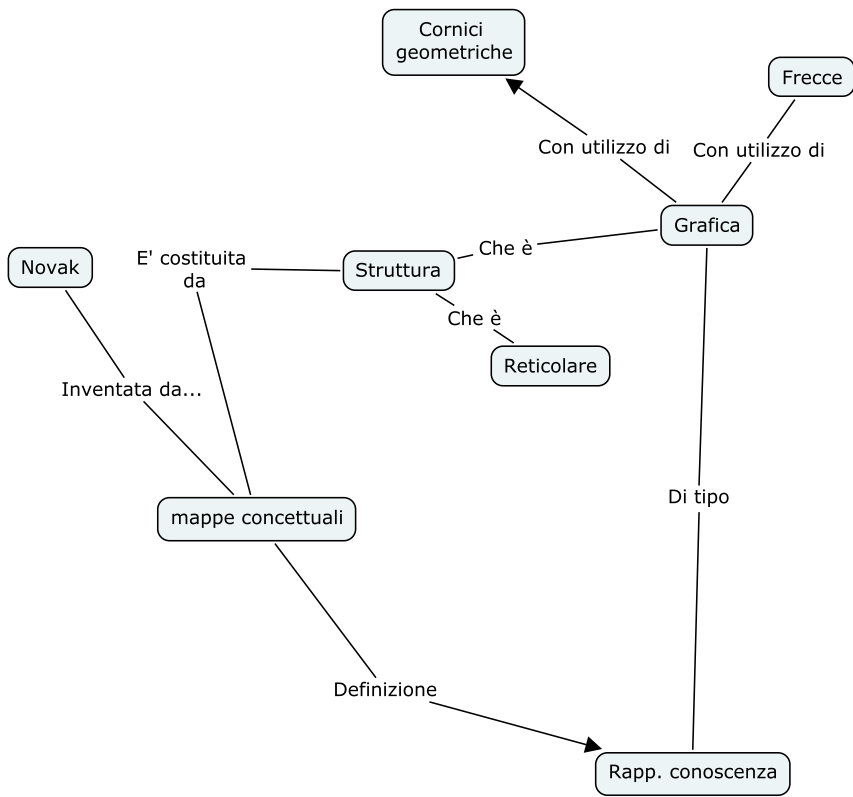 Cornici
geometriche
Frecce
Con utilizzo di
Con utilizzo di
Grafica
Che è
E' costituita
da
Novak
Struttura
Che è
Reticolare
Inventata da...
Di tipo
mappe concettuali
Definizione
Rapp. conoscenza